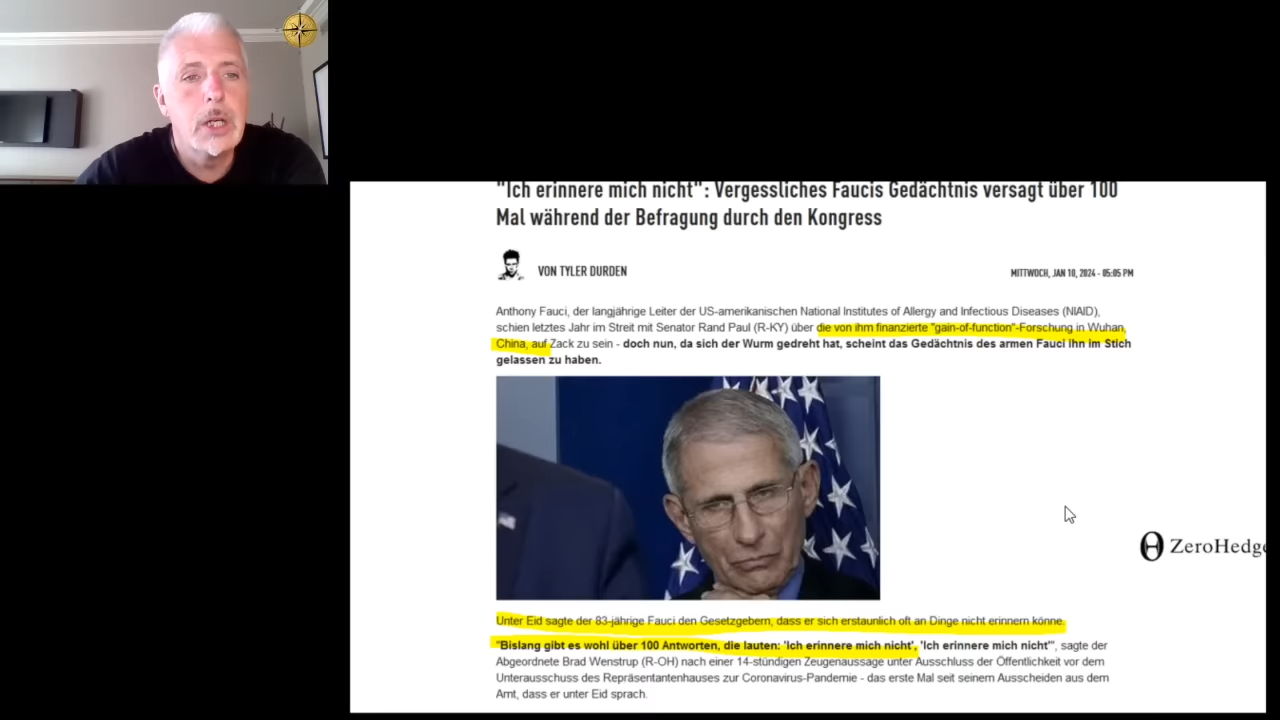 "Ich erinnere mich nicht": Vergessliches Faucis Gedächtnis versagt über 100
Mal während der Befragung durch den Kongress
VON TYLER DURDEN
MITTWOCH, JAN 10, 2024 - 05:05 PM
Anthony Fauci, der langjährige Leiter der US-amerikanischen National Institutes of Allergy and Infectious Diseases (NIAID),
schien letztes Jahr im Streit mit Senator Rand Paul (R-KY) über die von ihm finanzierte "gain-of-function"-Forschung in Wuhan,
China, auf Zack zu sein - doch nun, da sich der Wurm gedreht hat, scheint das Gedächtnis des armen Fauci ihn im Stich
gelassen zu haben.
ZeroHedge
Unter Eid sagte der 83-jährige Fauci den Gesetzgebern, dass er sich erstaunlich oft an Dinge nicht erinnern könne.
"Bislang gibt es wohl über 100 Antworten, die lauten: 'Ich erinnere mich nicht', 'Ich erinnere mich nicht'", sagte der
Abgeordnete Brad Wenstrup (R-OH) nach einer 14-stündigen Zeugenaussage unter Ausschluss der Öffentlichkeit vor dem
Unterausschuss des Repräsentantenhauses zur Coronavirus-Pandemie - das erste Mal seit seinem Ausscheiden aus dem
Amt, dass er unter Eid sprach.